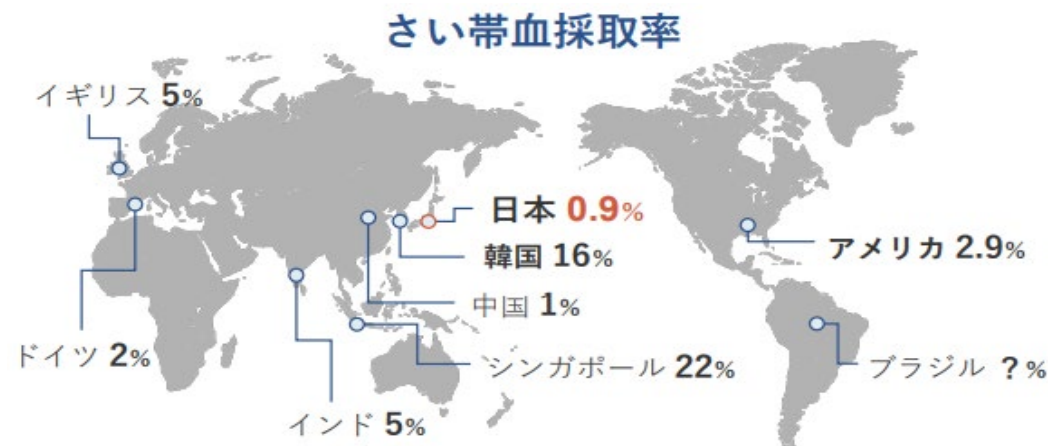 さい帯血採取率
イギリス 5%
日本 0.9%
韓国 16%
アメリカ 2.9%
中国 1%
ドイツ 2%
シンガポール 22%
ブラジル ?%
インド 5%